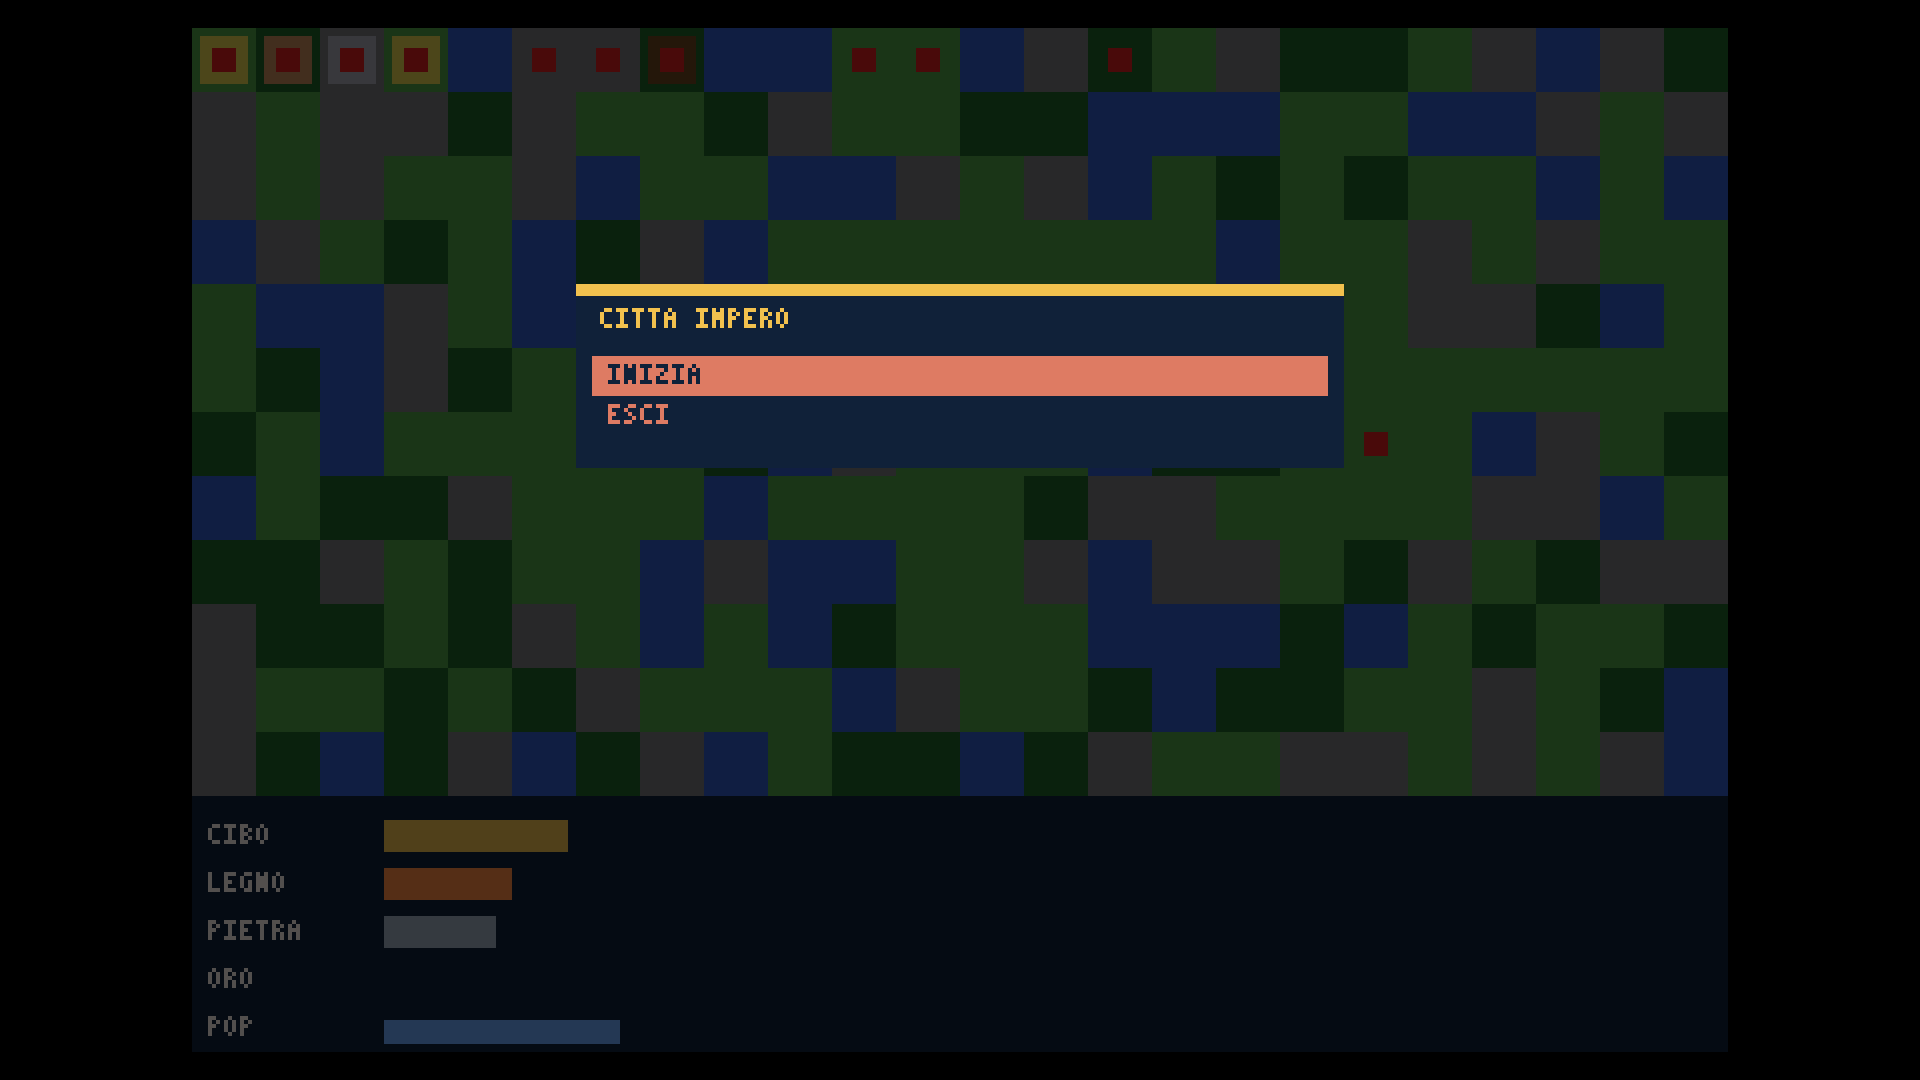 CITTA IMPERO
INIZIA
ESCI
CIBO
LEGNO
PIETRA
ORO
POP